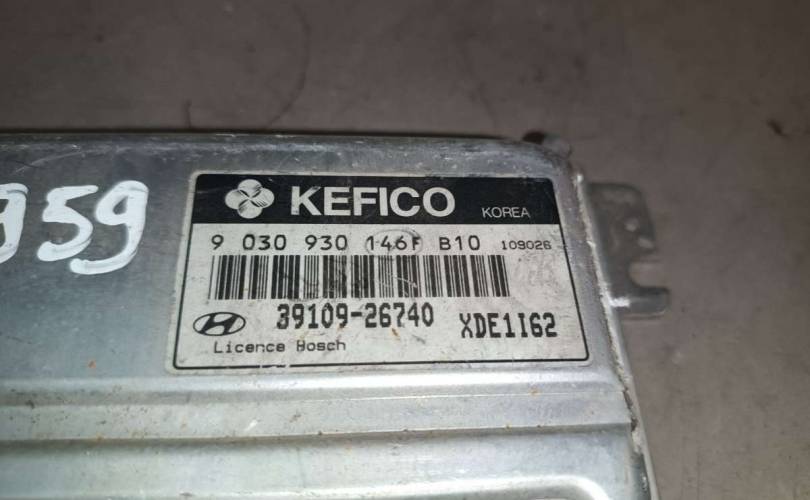 959
KEFICO KOREA
9 030 930 146F B10 109026
39109-26740 XDE1I62
Licence Bosch